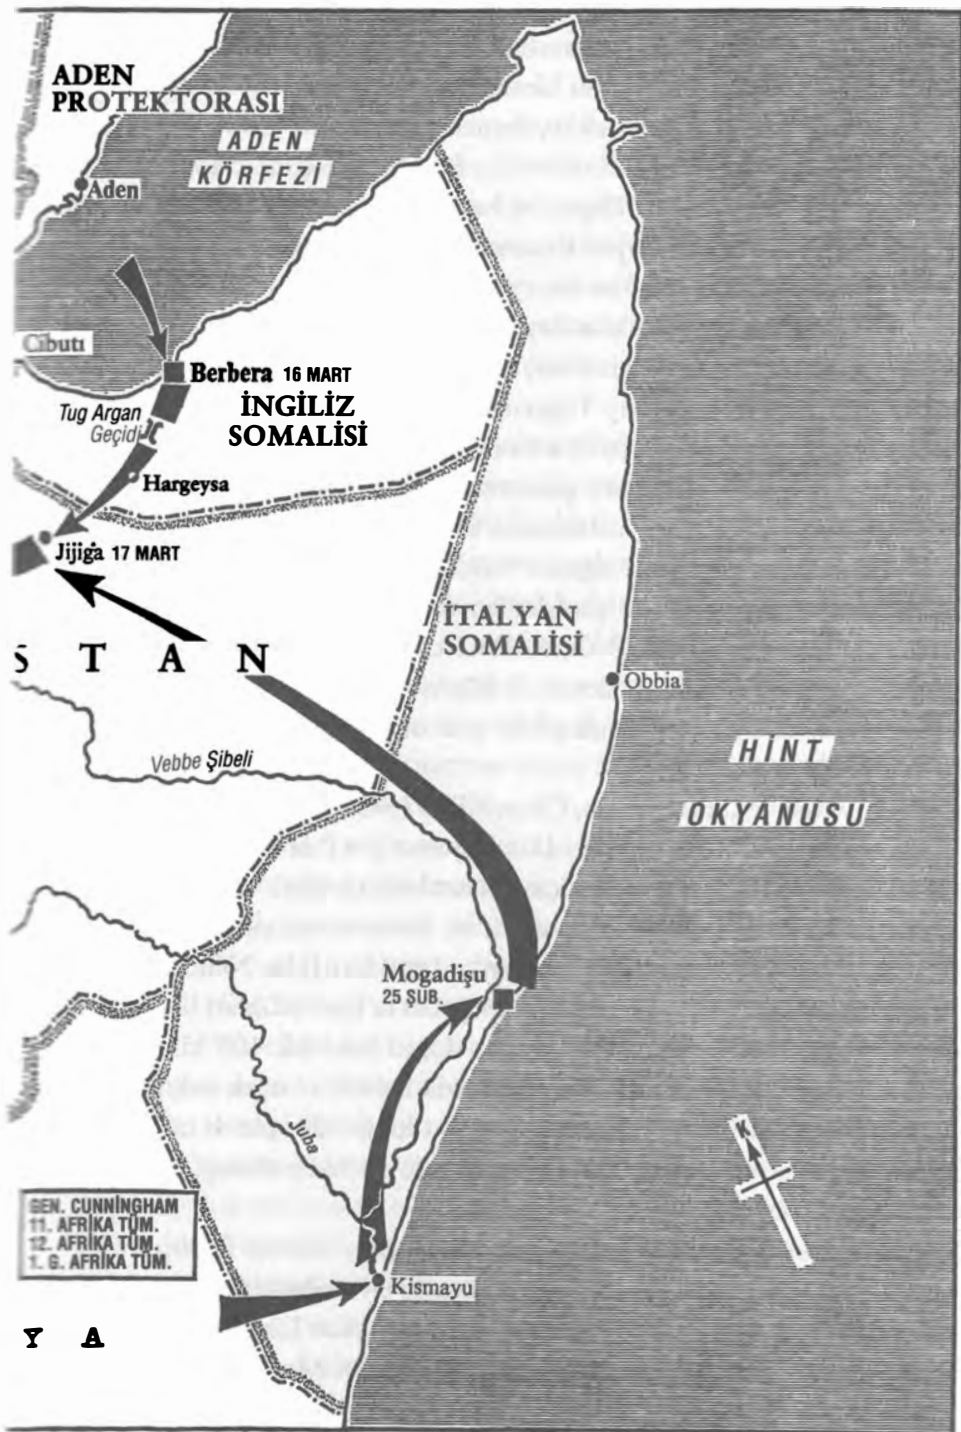 ADEN
PROTEKTORASI
ADEN
KÖRFEZİ
Aden
Cibuti
Berbera 16 MART
Tug Argan
Geçidi
İNGİLİZ
SOMALİSİ
Hargeysa
Jijiga 17 MART
İTALYAN
SOMALİSİ
S T A N
Obbia
Vebbe Şibeli
HİNT
OKYANUSU
Mogadişu
25 ŞUB.
Juba
K
GEN. CUNNİNGHAM
11. AFRİKA TÜM.
12. AFRİKA TÜM.
1. G. AFRİKA TÜM.
Kismayu
Y A